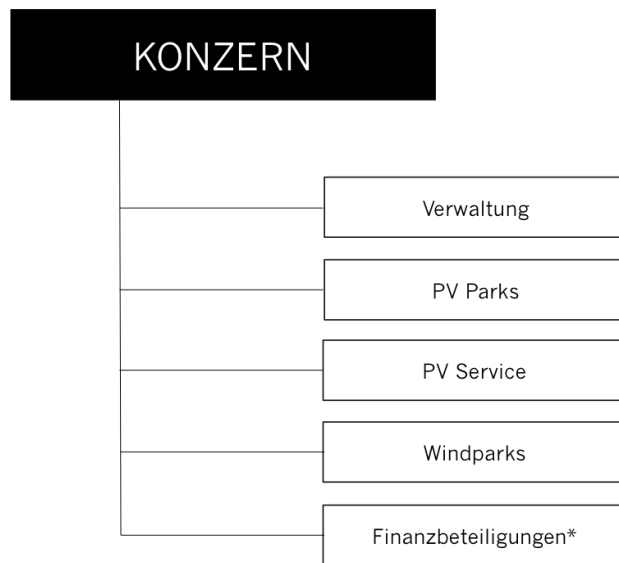 KONZERN
Verwaltung
PV Parks
PV Service
Windparks
Finanzbeteiligungen*